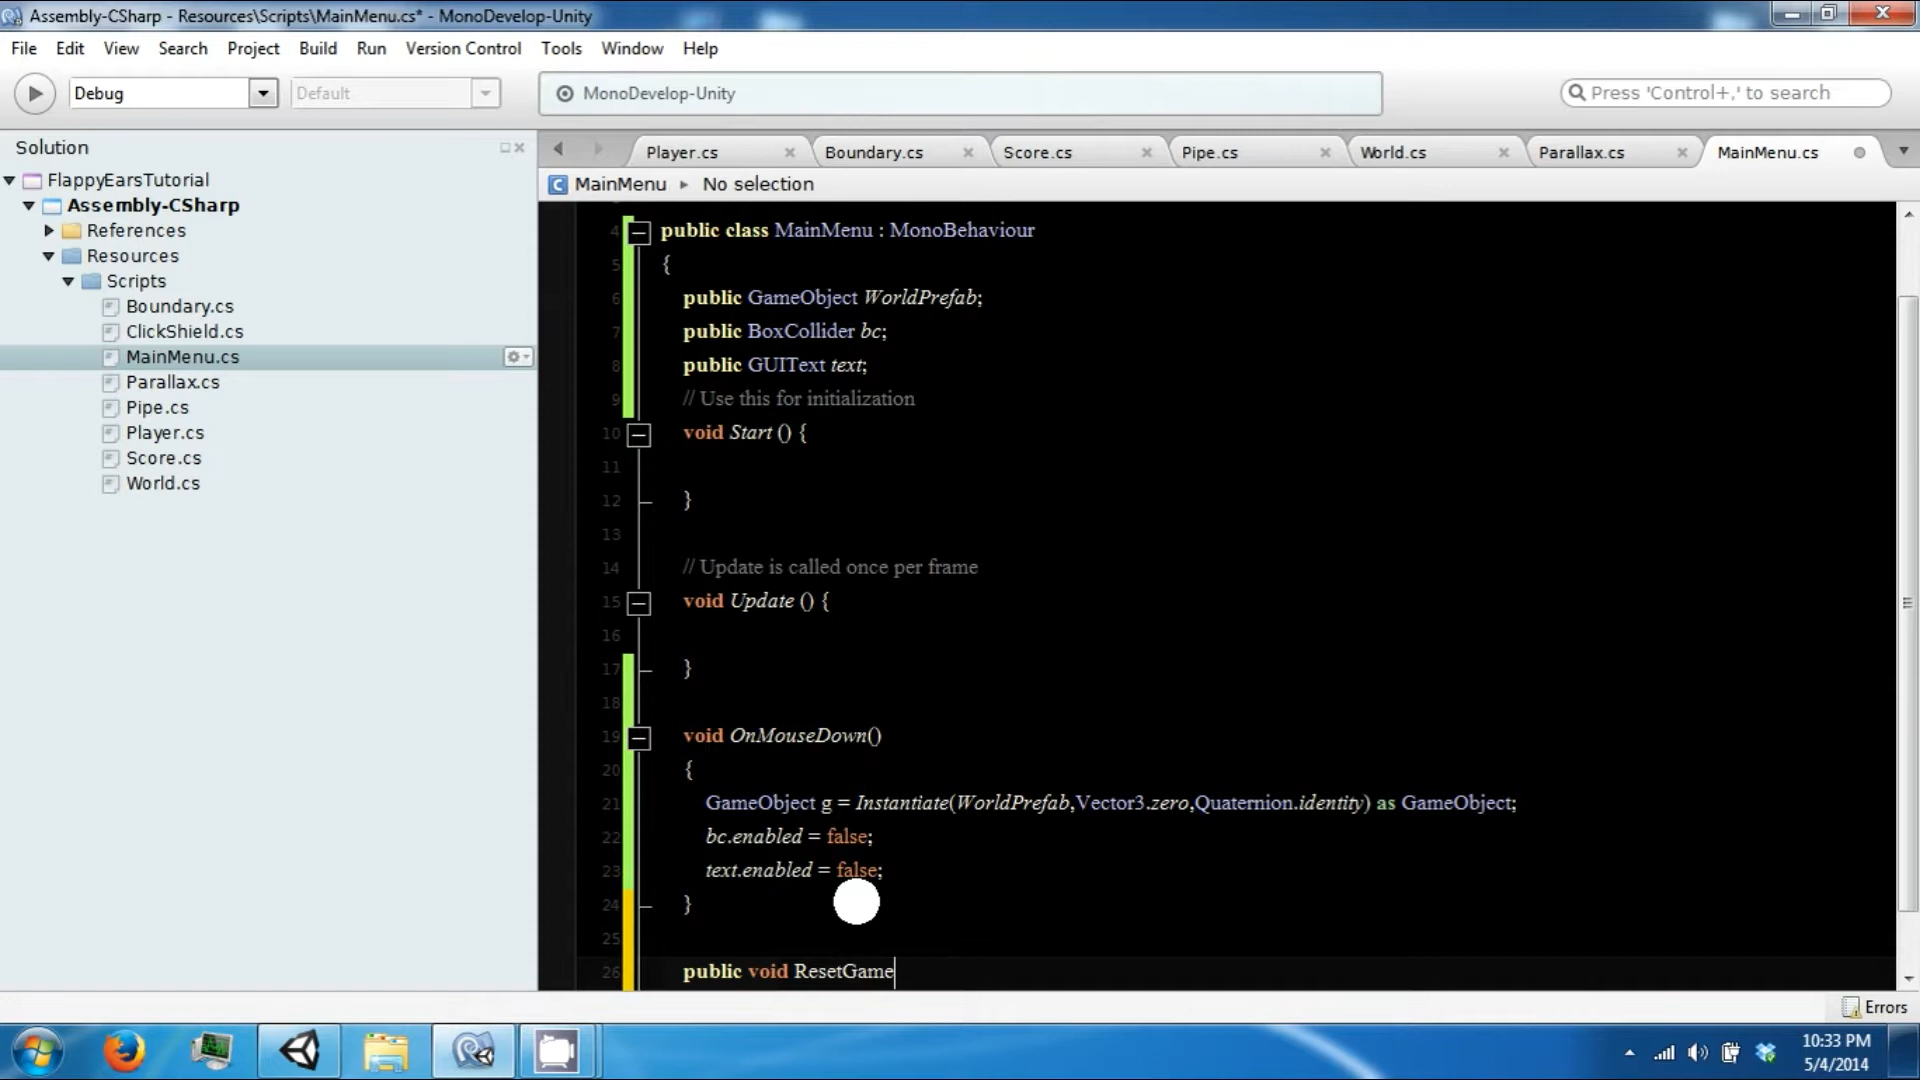 Assembly-CSharp - Resources\Scripts\MainMenu.cs* - MonoDevelop-Unity
File Edit View Search Project Build Run Version Control Tools Window Help
Debug Default MonoDevelop-Unity Press 'Control+,' to search
Solution
Player.cs Boundary.cs Score.cs Pipe.cs World.cs Parallax.cs MainMenu.cs
FlappyEarsTutorial
Assembly-CSharp
References
Resources
Scripts
Boundary.cs
ClickShield.cs
MainMenu.cs
Parallax.cs
Pipe.cs
Player.cs
Score.cs
World.cs
MainMenu No selection
4 public class MainMenu : MonoBehaviour
5 {
6 public GameObject WorldPrefab;
7 public BoxCollider bc;
8 public GUIText text;
9 // Use this for initialization
10 void Start () {
11
12 }
13
14 // Update is called once per frame
15 void Update () {
16
17 }
18
19 void OnMouseDown()
20 {
21 GameObject g = Instantiate(WorldPrefab,Vector3.zero,Quaternion.identity) as GameObject;
22 bc.enabled = false;
23 text.enabled = false;
24 }
25
26 public void ResetGame
Errors
10:33 PM
5/4/2014